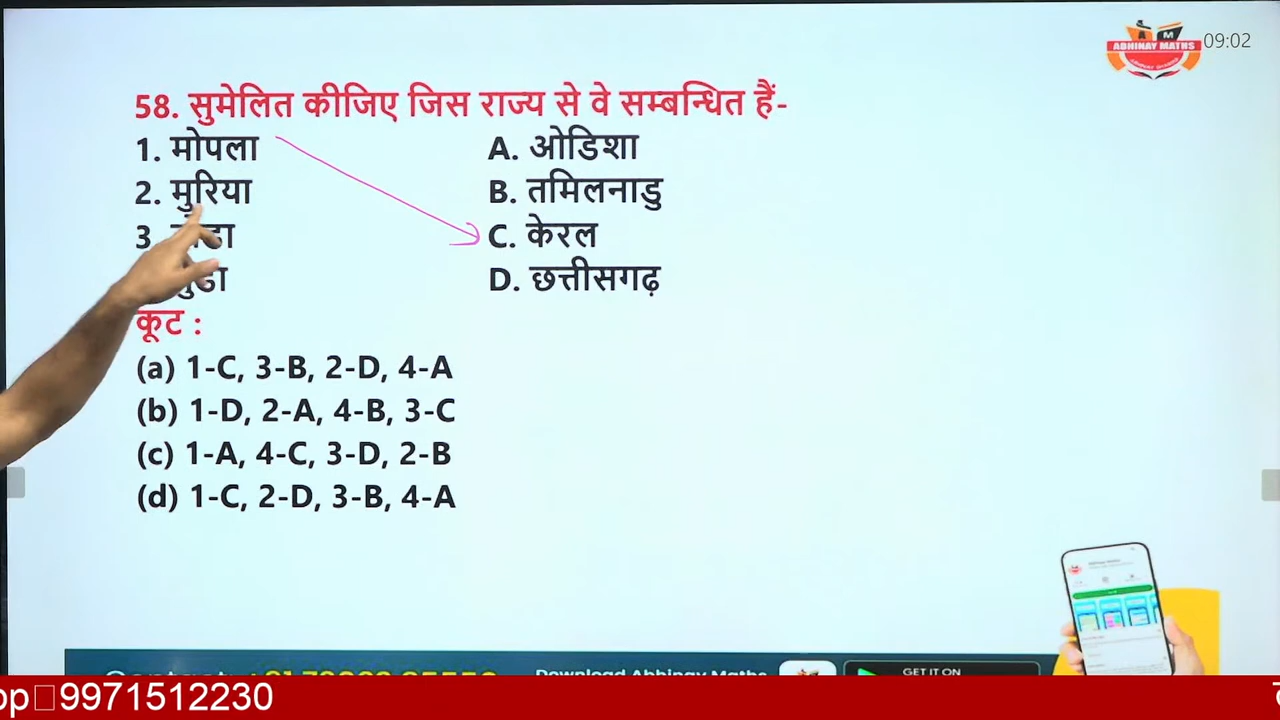 ABHINAY MATHS
09:02
58. सुमेलित कीजिए जिस राज्य से वे सम्बन्धित हैं-
1. मोपला A. ओडिशा
2. मुरिया B. तमिलनाडु
3. C. केरल
D. छत्तीसगढ़
कूट :
(a) 1-C, 3-B, 2-D, 4-A
(b) 1-D, 2-A, 4-B, 3-C
(c) 1-A, 4-C, 3-D, 2-B
(d) 1-C, 2-D, 3-B, 4-A
Download Abhinay Maths
GET IT ON
9971512230